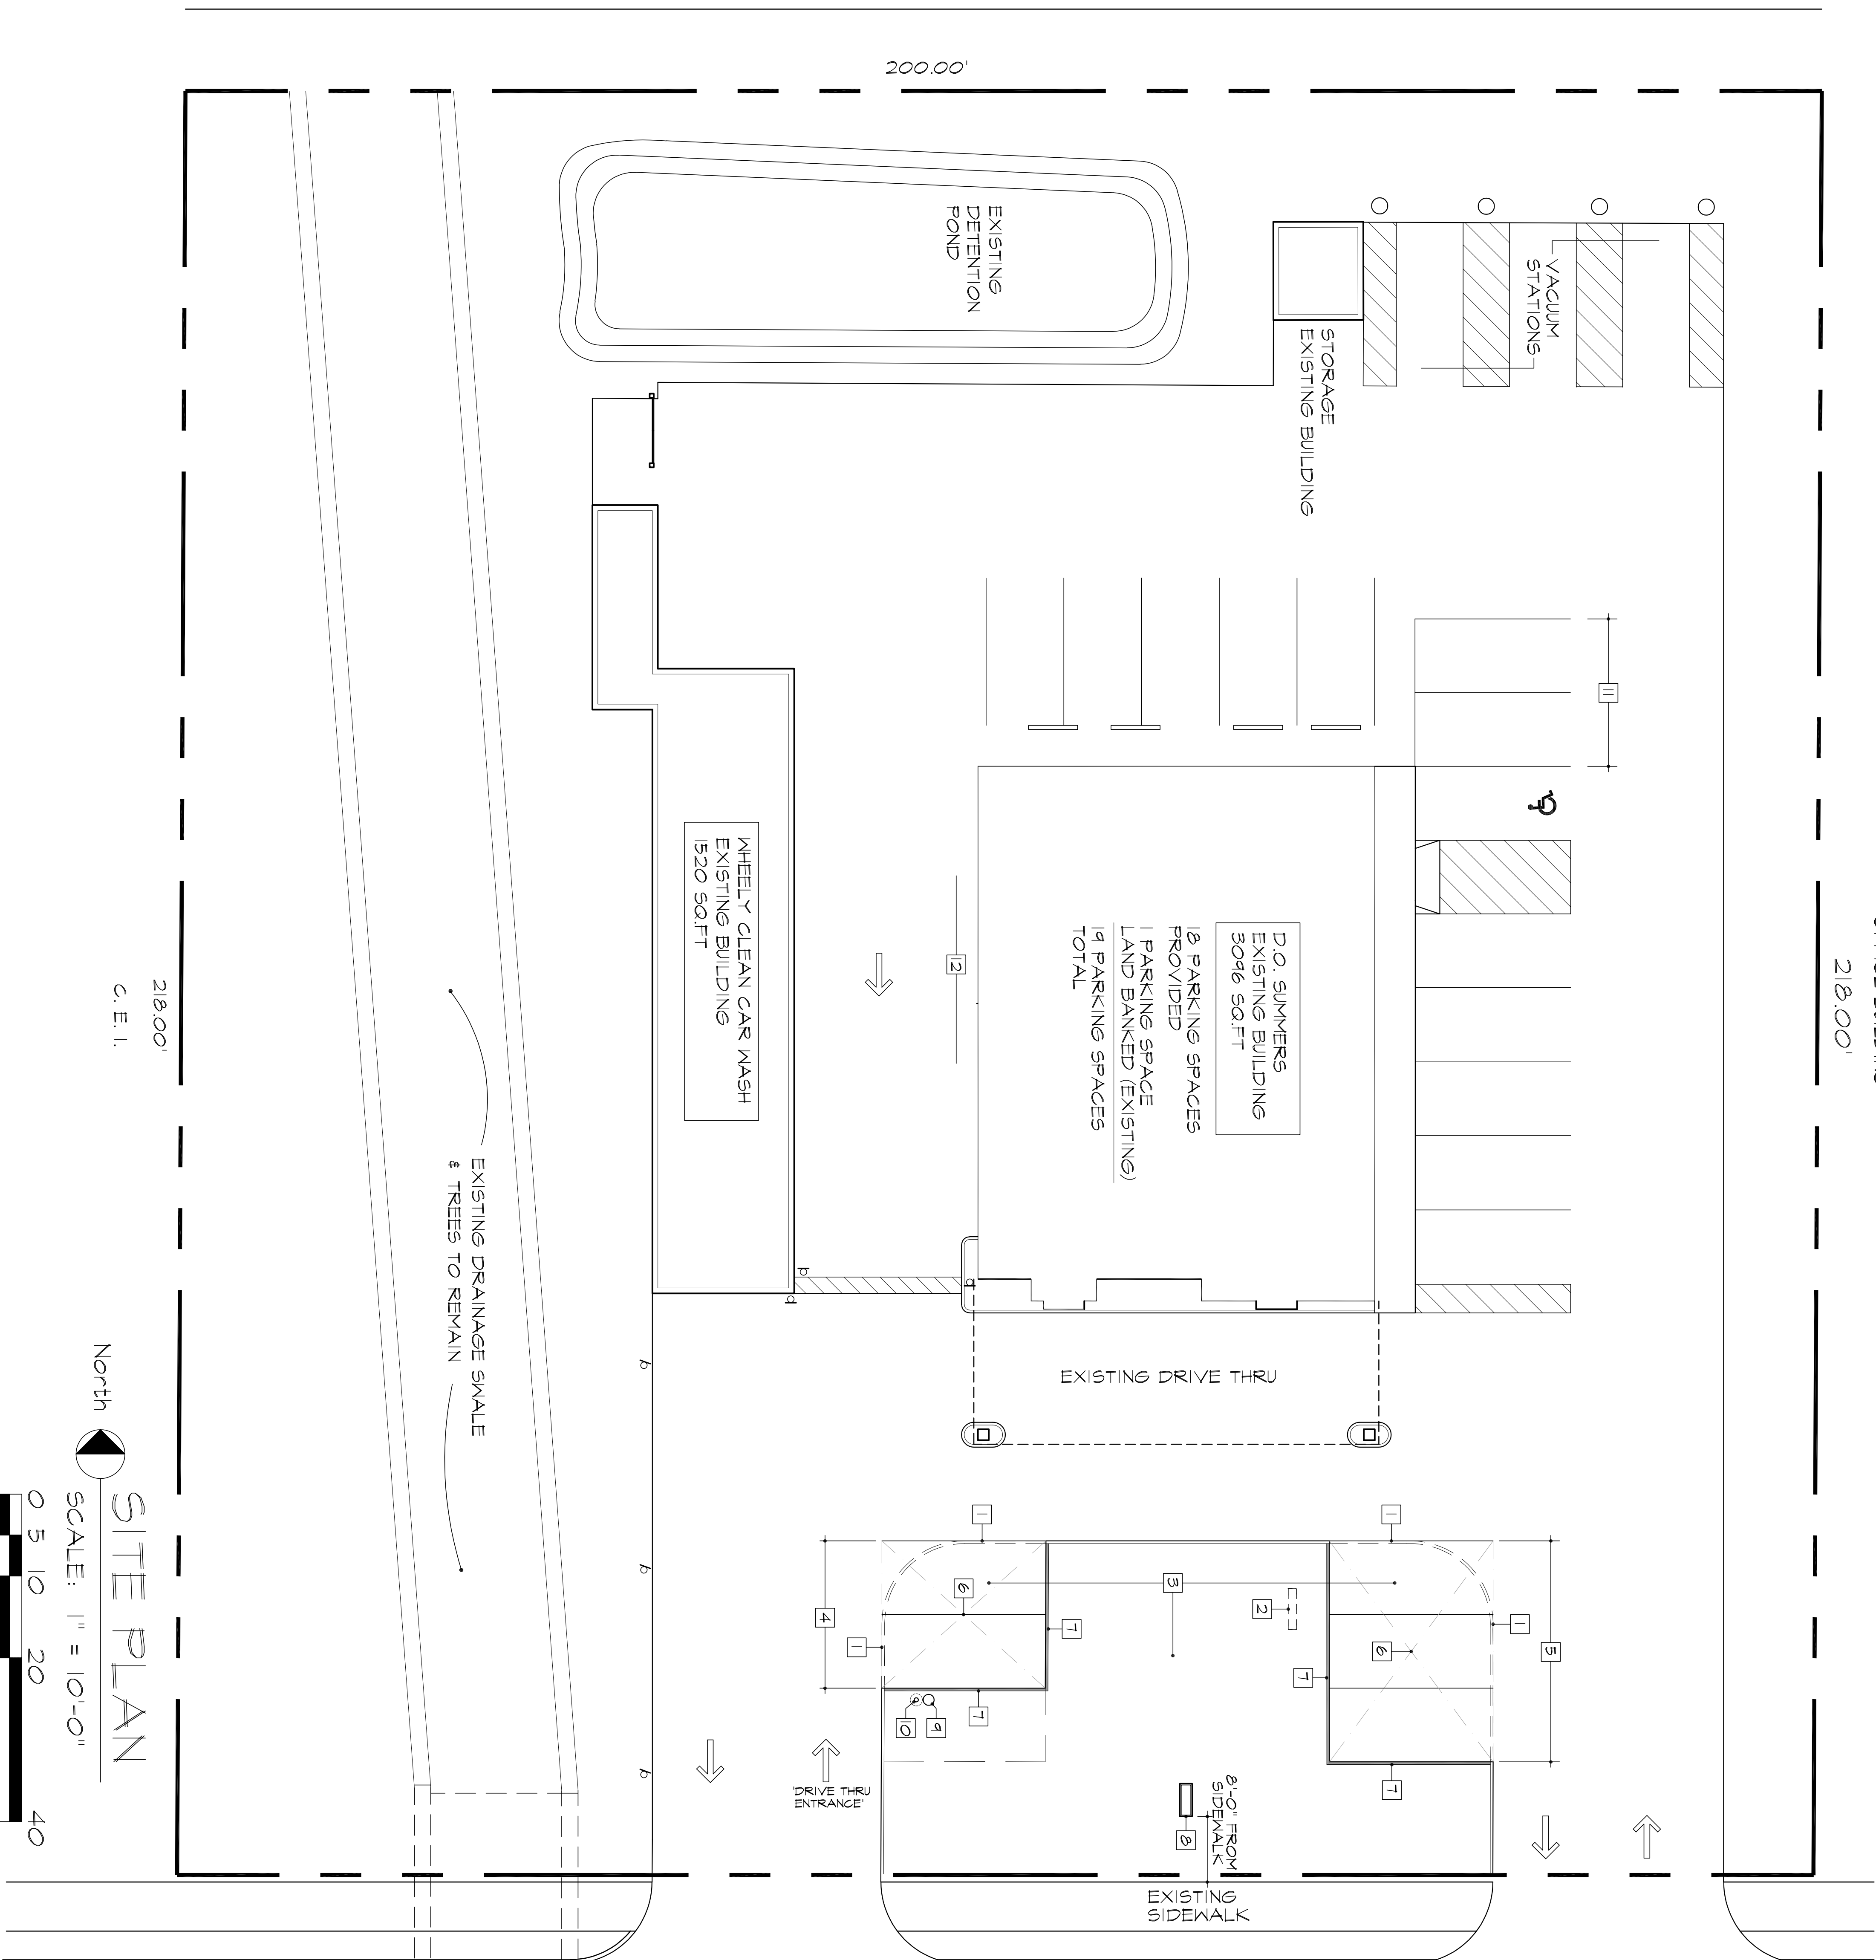 200.00'
EXISTING
DETENTION
POND
VACUUM
STATIONS
STORAGE
EXISTING BUILDING
11
218.00'
WHEELY CLEAN CAR WASH
EXISTING BUILDING
1520 SQ.FT
12
D.O. SUMMERS
EXISTING BUILDING
3096 SQ.FT
18 PARKING SPACES
PROVIDED
1 PARKING SPACE
LAND BANKED (EXISTING)
19 PARKING SPACES
TOTAL
218.00'
C. E. I.
EXISTING DRAINAGE SWALE
& TREES TO REMAIN
EXISTING DRIVE THRU
1
1
3
6
2
7
4
1
1
5
6
7
7
10
9
7
7
'DRIVE THRU
ENTRANCE'
8'-0" FROM
SIDEWALK
8
EXISTING
SIDEWALK
North
SITE PLAN
SCALE: 1" = 10'-0"
0 5 10 20 40